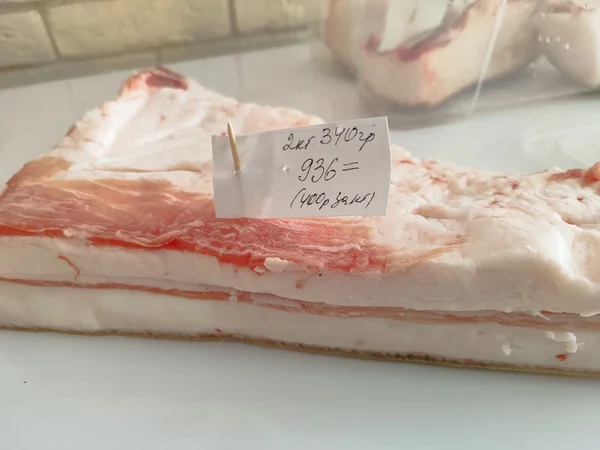 2кг. 340гр
936=
(400р за кг)